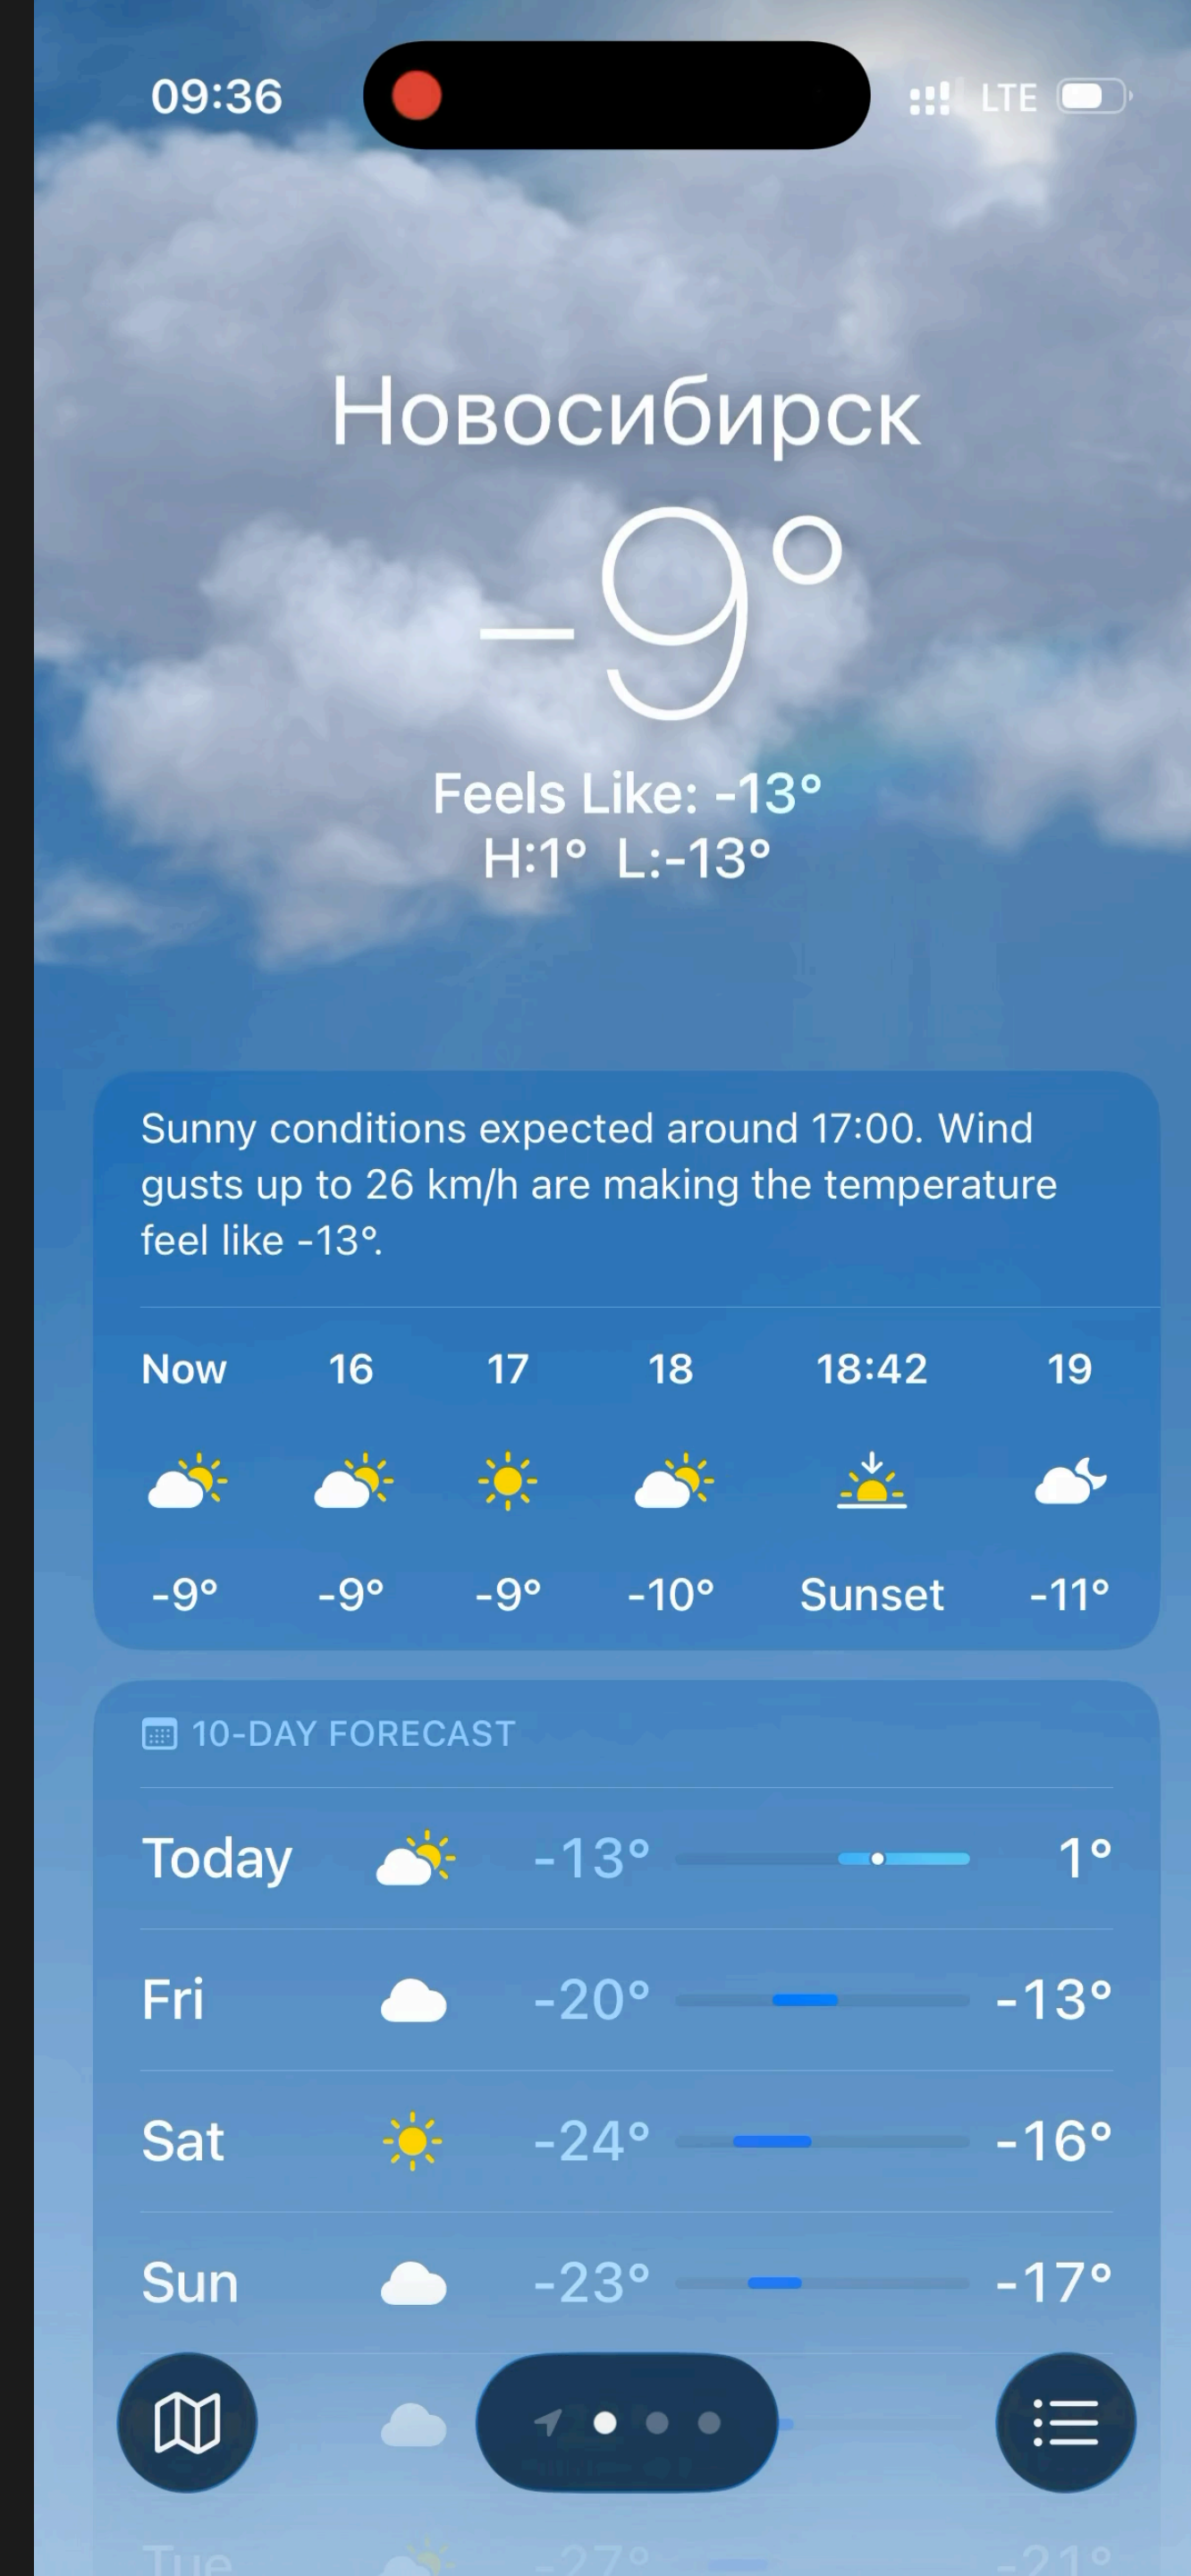 09:36 LTE
Новосибирск
–9°
Feels Like: -13°
H:1° L:-13°
Sunny conditions expected around 17:00. Wind
gusts up to 26 km/h are making the temperature
feel like -13°.
Now 16 17 18 18:42 19
-9° -9° -9° -10° Sunset -11°
10-DAY FORECAST
Today -13° 1°
Fri -20° -13°
Sat -24° -16°
Sun -23° -17°
Tue -27° -21°